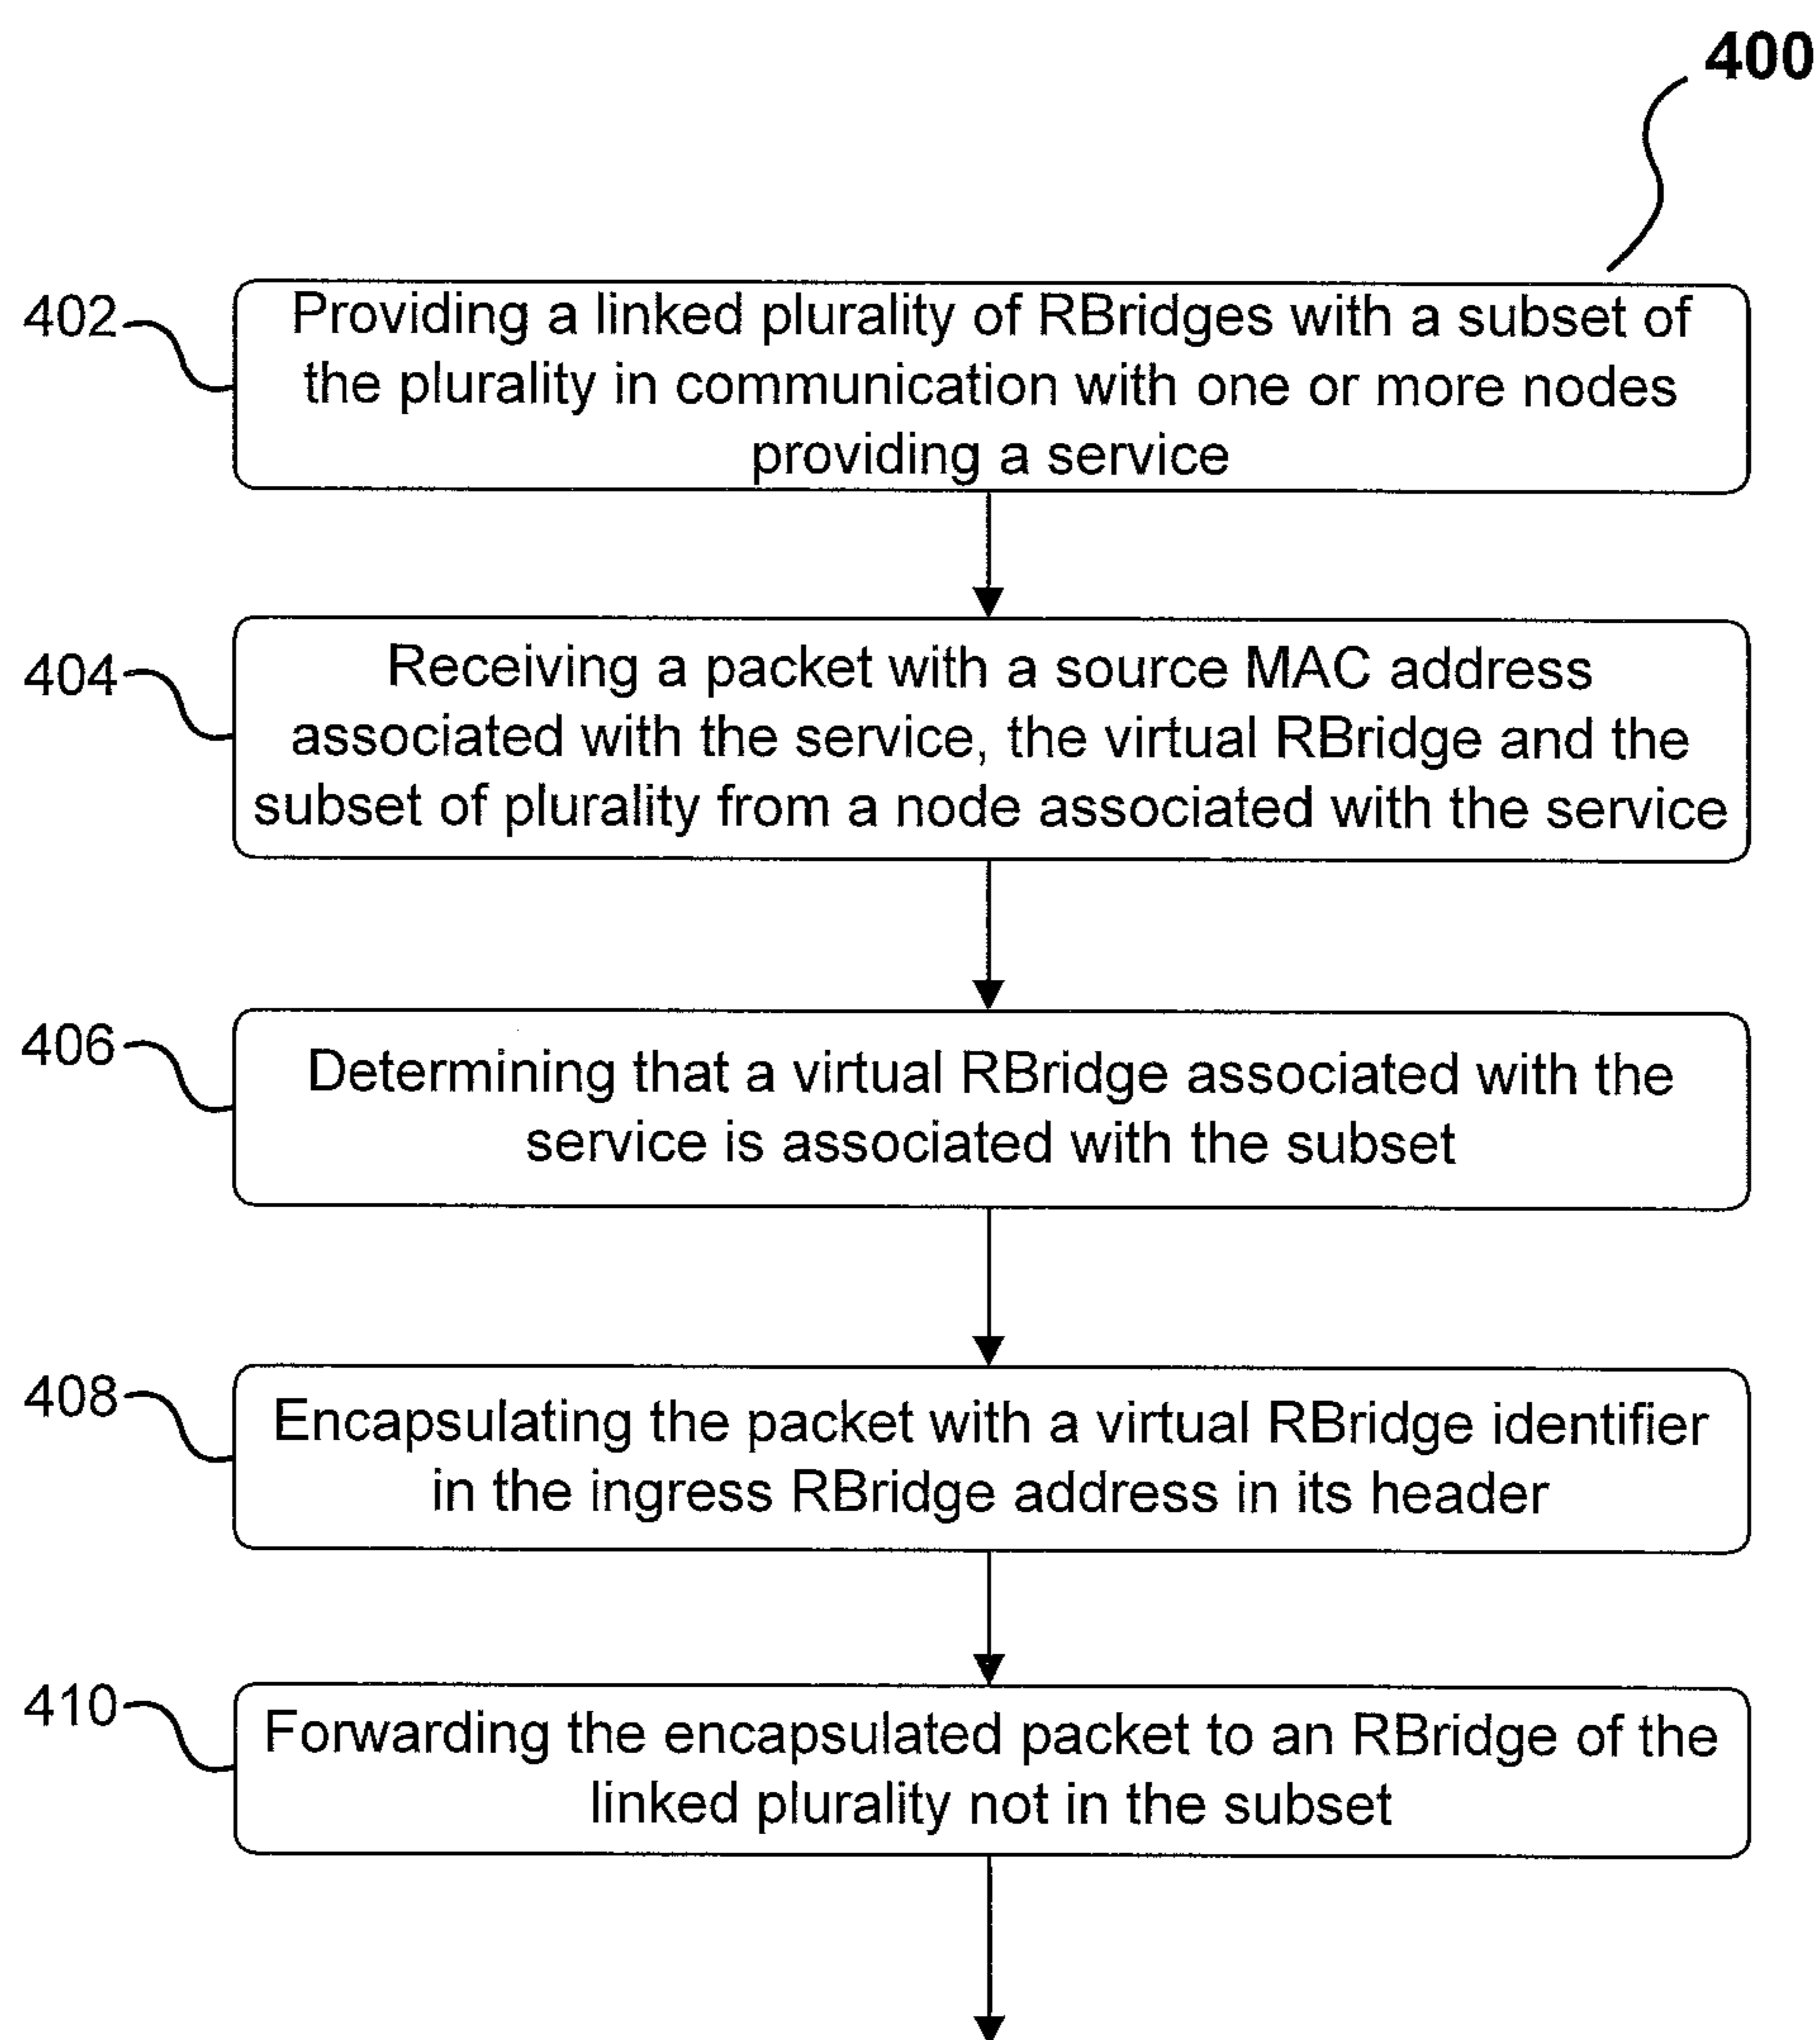 400
402
Providing a linked plurality of RBridges with a subset of
the plurality in communication with one or more nodes
providing a service
404
Receiving a packet with a source MAC address
associated with the service, the virtual RBridge and the
subset of plurality from a node associated with the service
406
Determining that a virtual RBridge associated with the
service is associated with the subset
408
Encapsulating the packet with a virtual RBridge identifier
in the ingress RBridge address in its header
410
Forwarding the encapsulated packet to an RBridge of the
linked plurality not in the subset